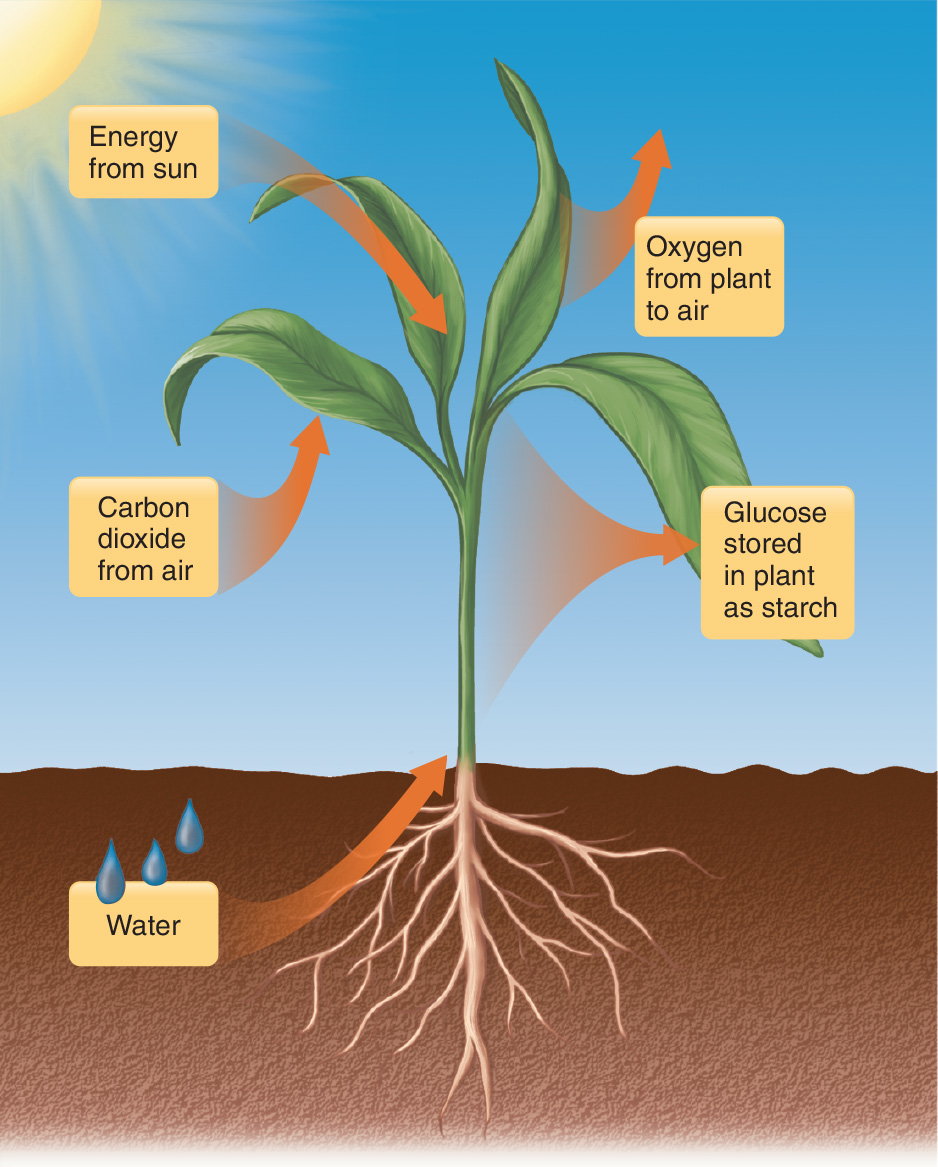 Energy
from sun
Oxygen
from plant
to air
Carbon
dioxide
from air
Glucose
stored
in plant
as starch
Water